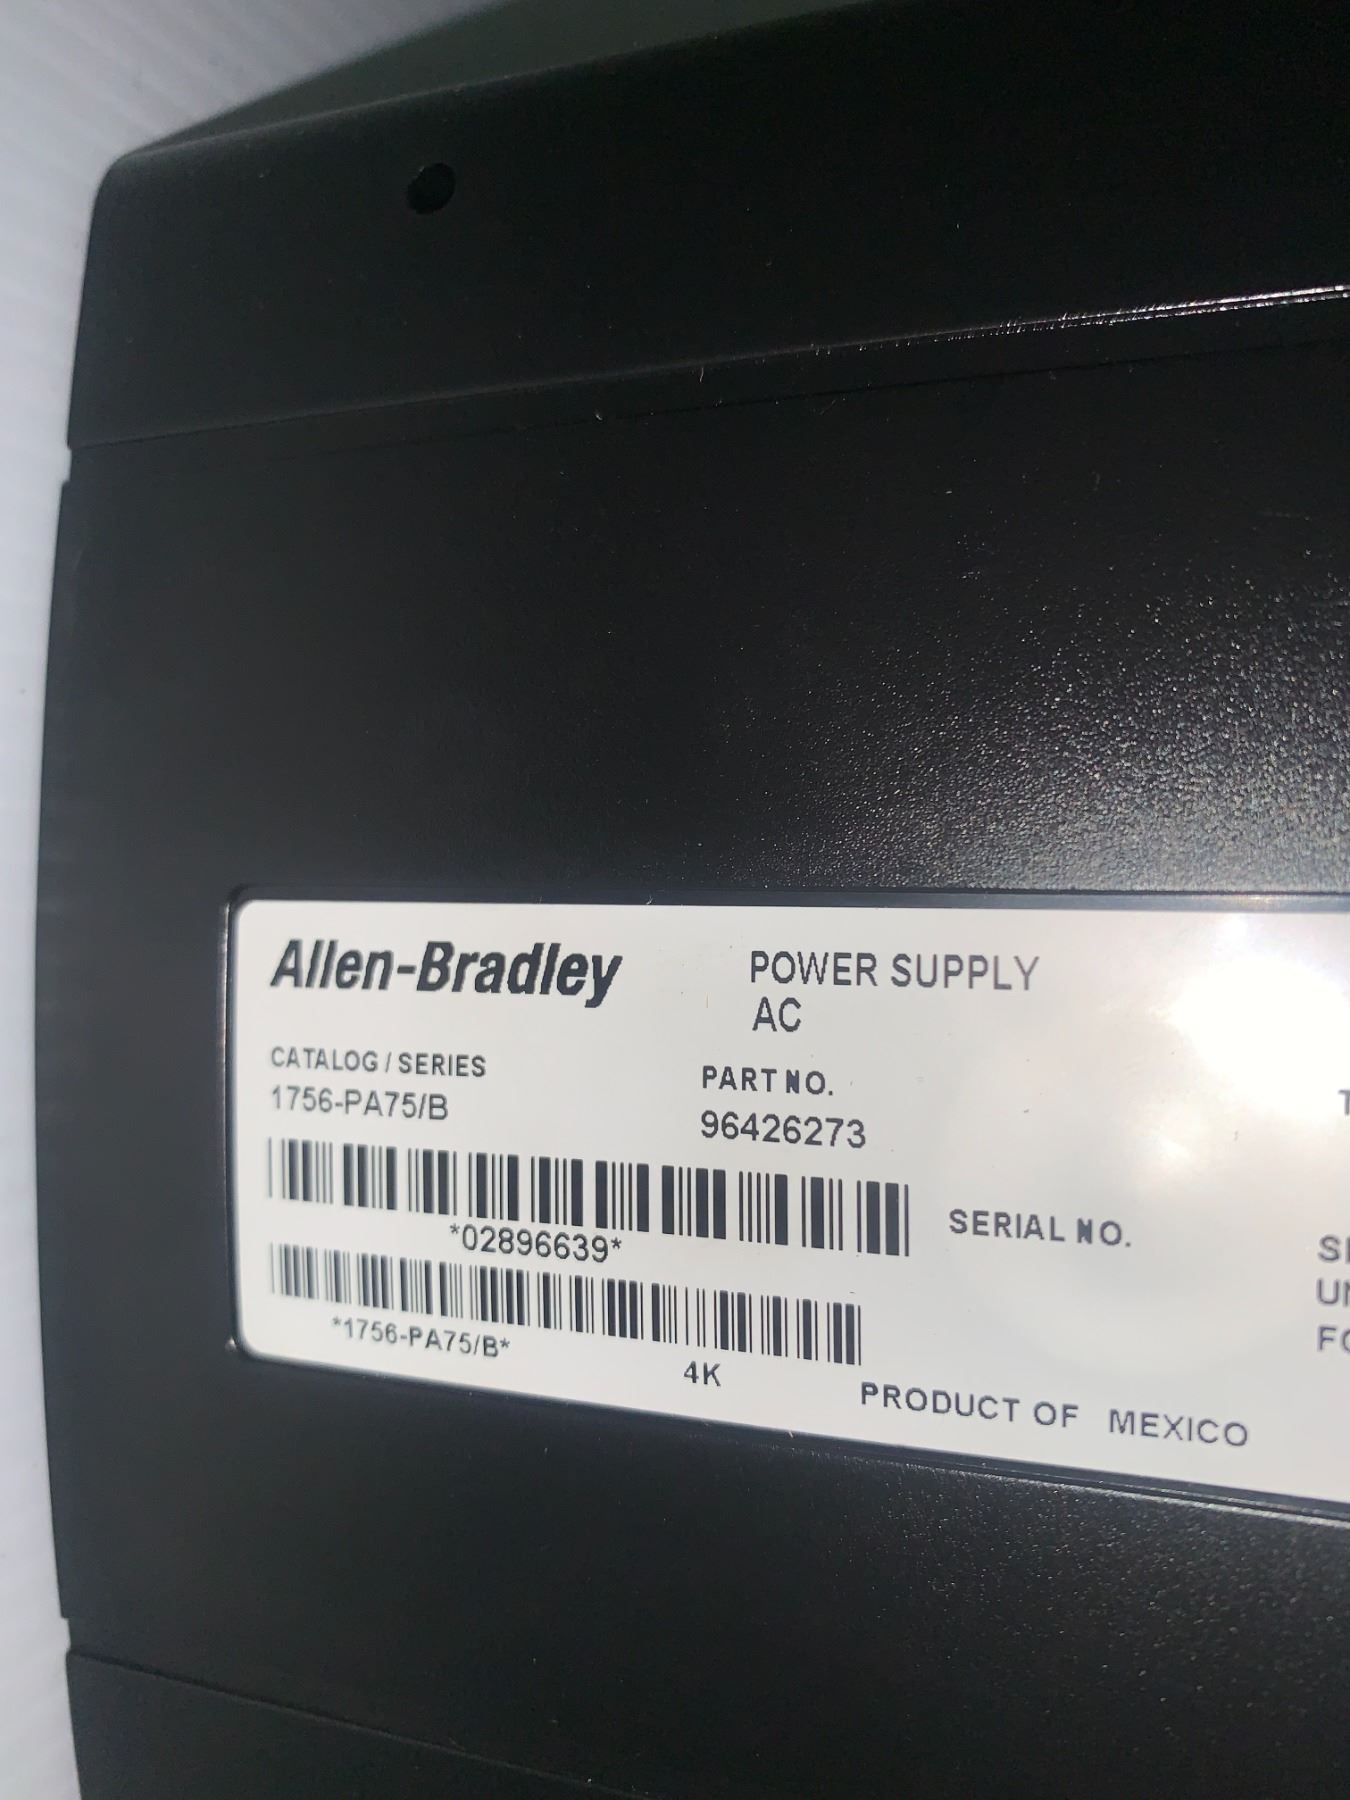 Allen-Bradley
POWER SUPPLY
AC
CATALOG / SERIES
1756-PA75/B
PART NO.
96426273
*02896639*
SERIAL NO.
*1756-PA75/B*
4K
PRODUCT OF MEXICO